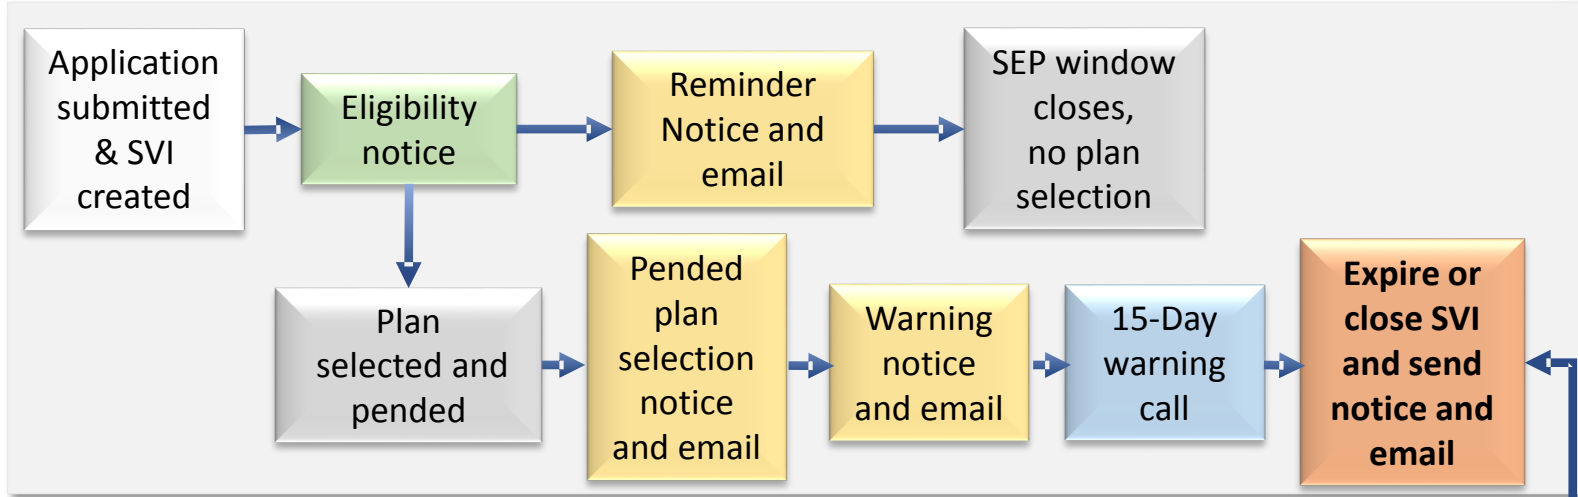 Application
submitted
& SVI
created
Eligibility
notice
Reminder
Notice and
email
SEP window
closes,
no plan
selection
Plan
selected and
pended
Pended
plan
selection
notice
and email
Warning
notice
and email
15-Day
warning
call
Expire or
close SVI
and send
notice and
email